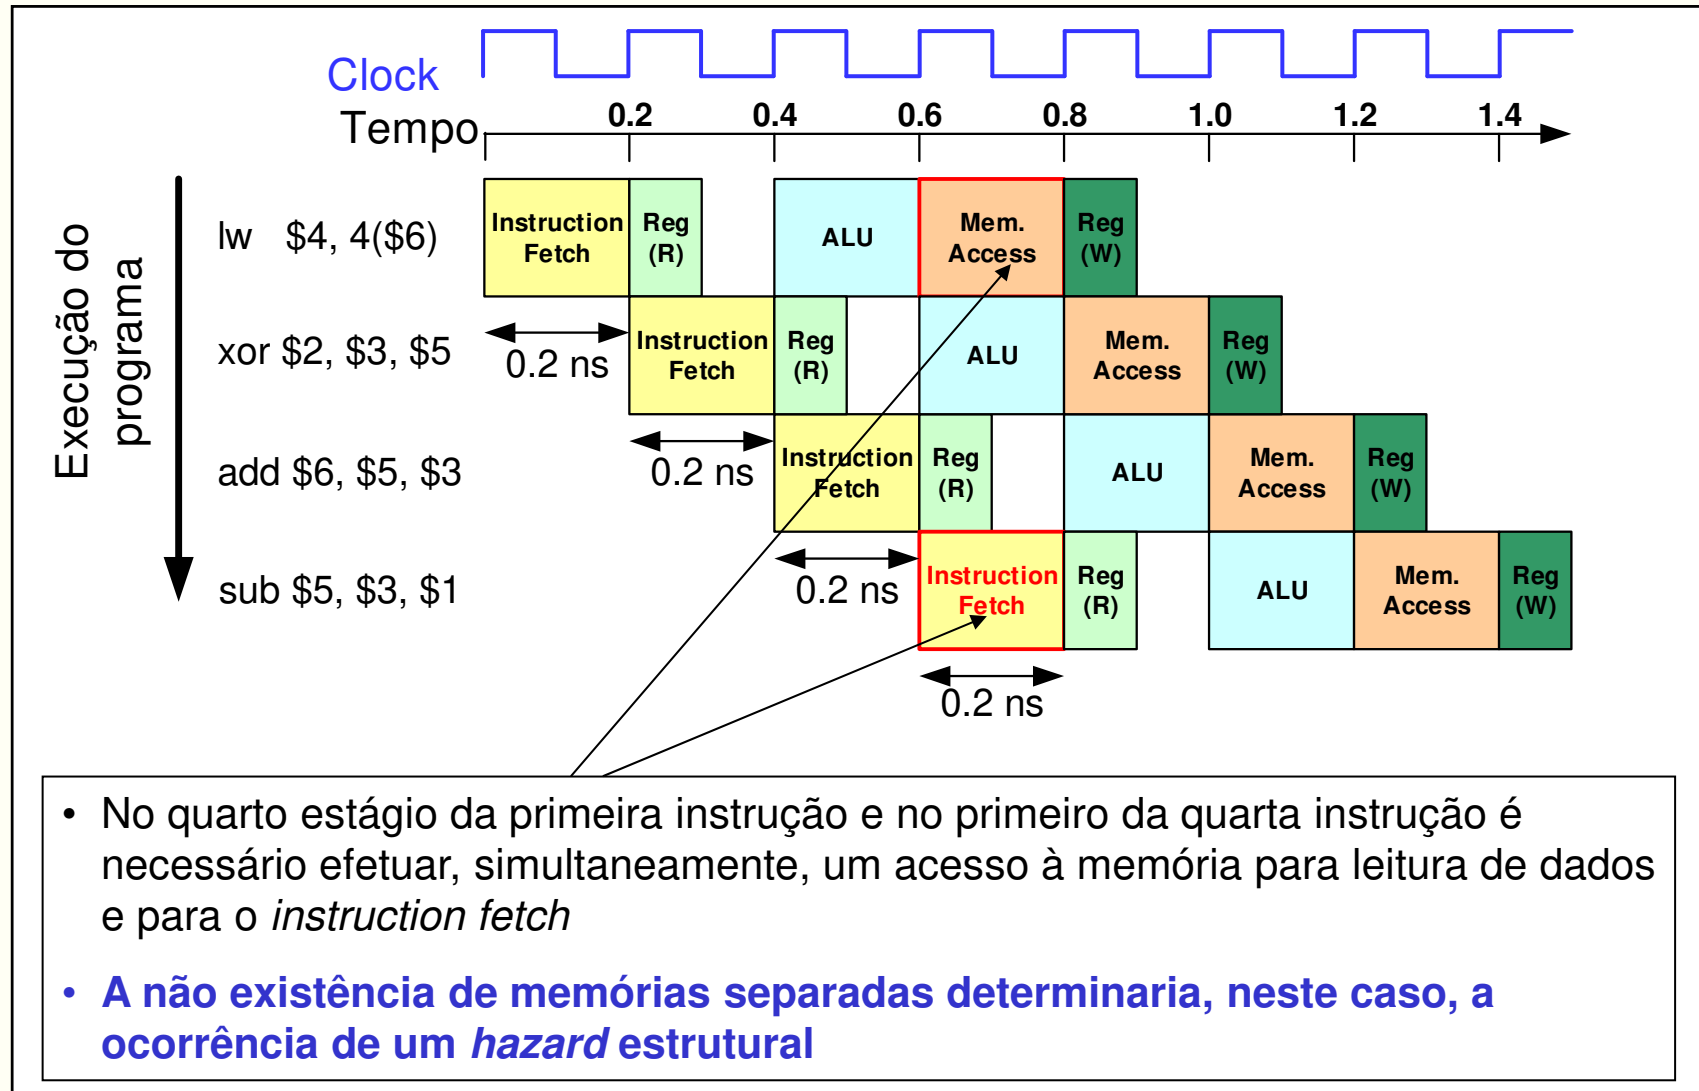 Clock
Tempo
0.2 0.4 0.6 0.8 1.0 1.2 1.4
Execução do
programa
lw $4, 4($6)
Instruction
Fetch
Reg
(R)
ALU
Mem.
Access
Reg
(W)
0.2 ns
xor $2, $3, $5
Instruction
Fetch
Reg
(R)
ALU
Mem.
Access
Reg
(W)
0.2 ns
add $6, $5, $3
Instruction
Fetch
Reg
(R)
ALU
Mem.
Access
Reg
(W)
0.2 ns
sub $5, $3, $1
Instruction
Fetch
Reg
(R)
ALU
Mem.
Access
Reg
(W)
0.2 ns
• No quarto estágio da primeira instrução e no primeiro da quarta instrução é
necessário efetuar, simultaneamente, um acesso à memória para leitura de dados
e para o instruction fetch
• A não existência de memórias separadas determinaria, neste caso, a
ocorrência de um hazard estrutural